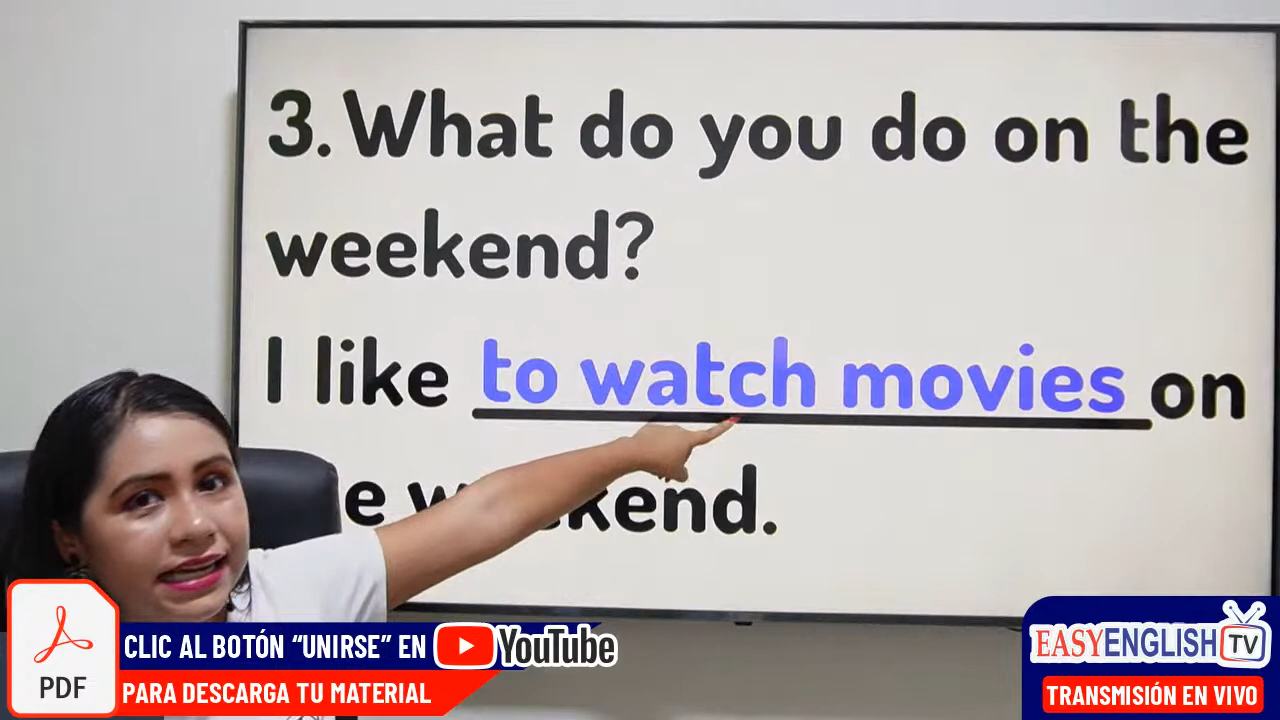 3. What do you do on the
weekend?
I like to watch movies on
weekend.
PDF
CLIC AL BOTÓN “UNIRSE” EN YouTube
PARA DESCARGA TU MATERIAL
EASYENGLISH TV
TRANSMISIÓN EN VIVO